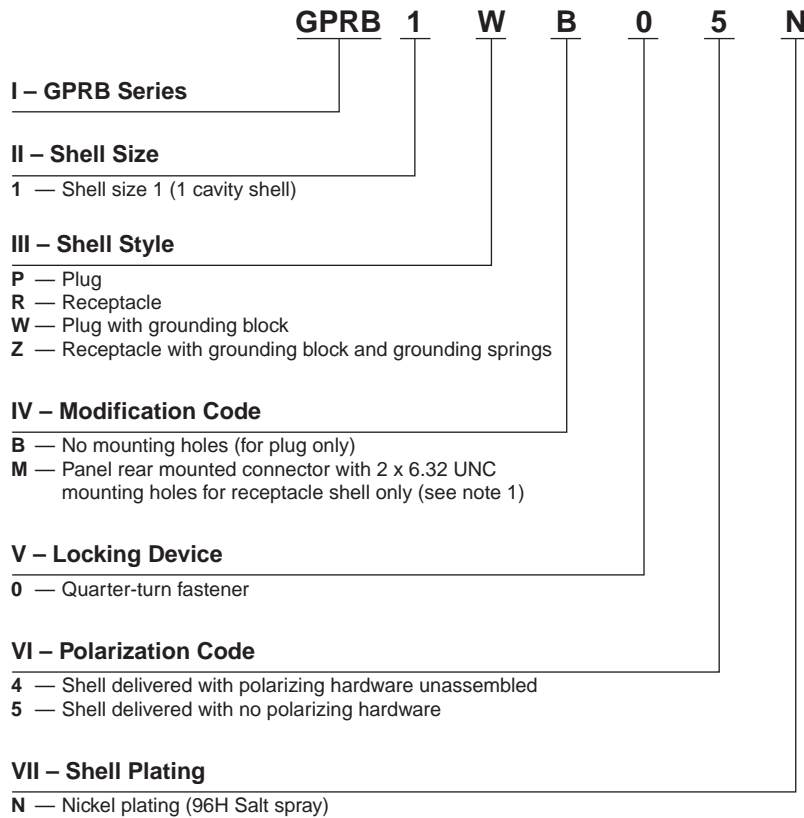 GPRB 1 W B 0 5 N
I – GPRB Series
II – Shell Size
1 — Shell size 1 (1 cavity shell)
III – Shell Style
P — Plug
R — Receptacle
W — Plug with grounding block
Z — Receptacle with grounding block and grounding springs
IV – Modification Code
B — No mounting holes (for plug only)
M — Panel rear mounted connector with 2 x 6.32 UNC
mounting holes for receptacle shell only (see note 1)
V – Locking Device
0 — Quarter-turn fastener
VI – Polarization Code
4 — Shell delivered with polarizing hardware unassembled
5 — Shell delivered with no polarizing hardware
VII – Shell Plating
N — Nickel plating (96H Salt spray)